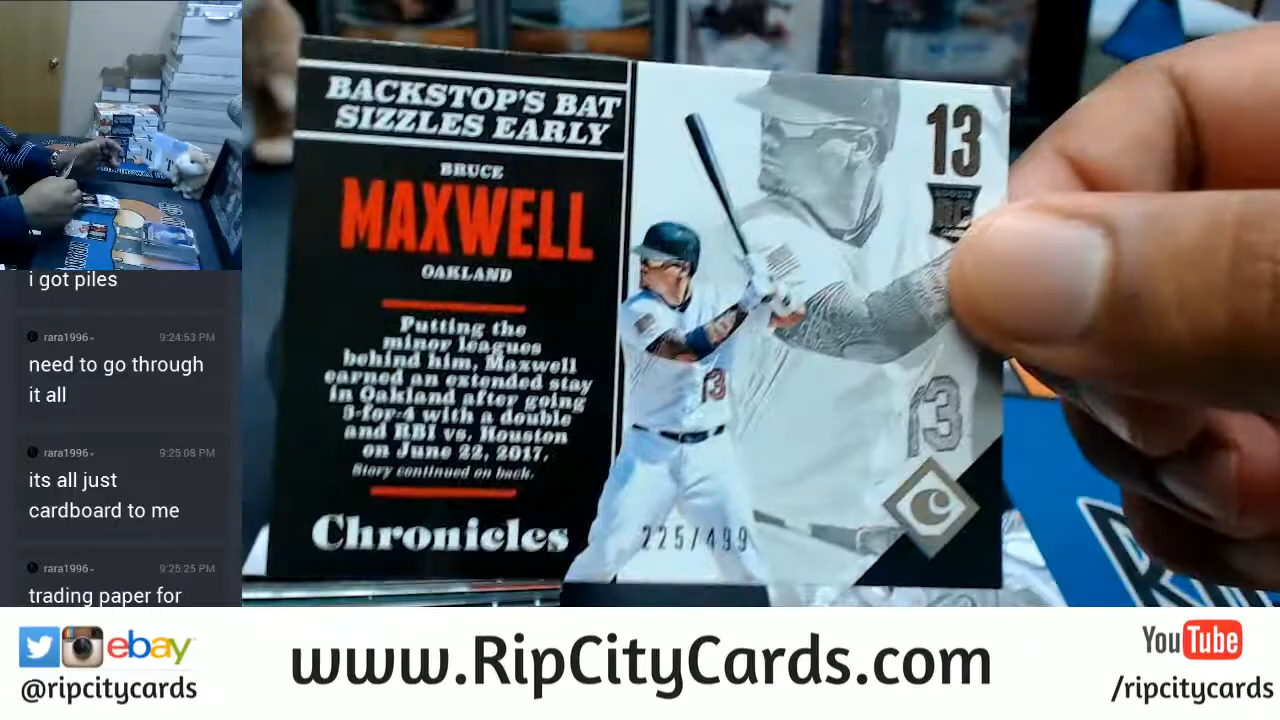 BACKSTOP'S BAT
SIZZLES EARLY
BRUCE
MAXWELL
OAKLAND
Putting the
minor leagues
behind him, Maxwell
earned an extended stay
in Oakland after going
3-for-4 with a double
and RBI vs. Houston
on June 22, 2017.
Story continued on back.
Chronicles
13
RC
13
13
C
225/499
i got piles
rara1996
9:24:53 PM
need to go through
it all
rara1996
9:25:08 PM
its all just
cardboard to me
rara1996
9:25:25 PM
trading paper for
ebay
@ripcitycards
www.RipCityCards.com
YouTube
/ripcitycards